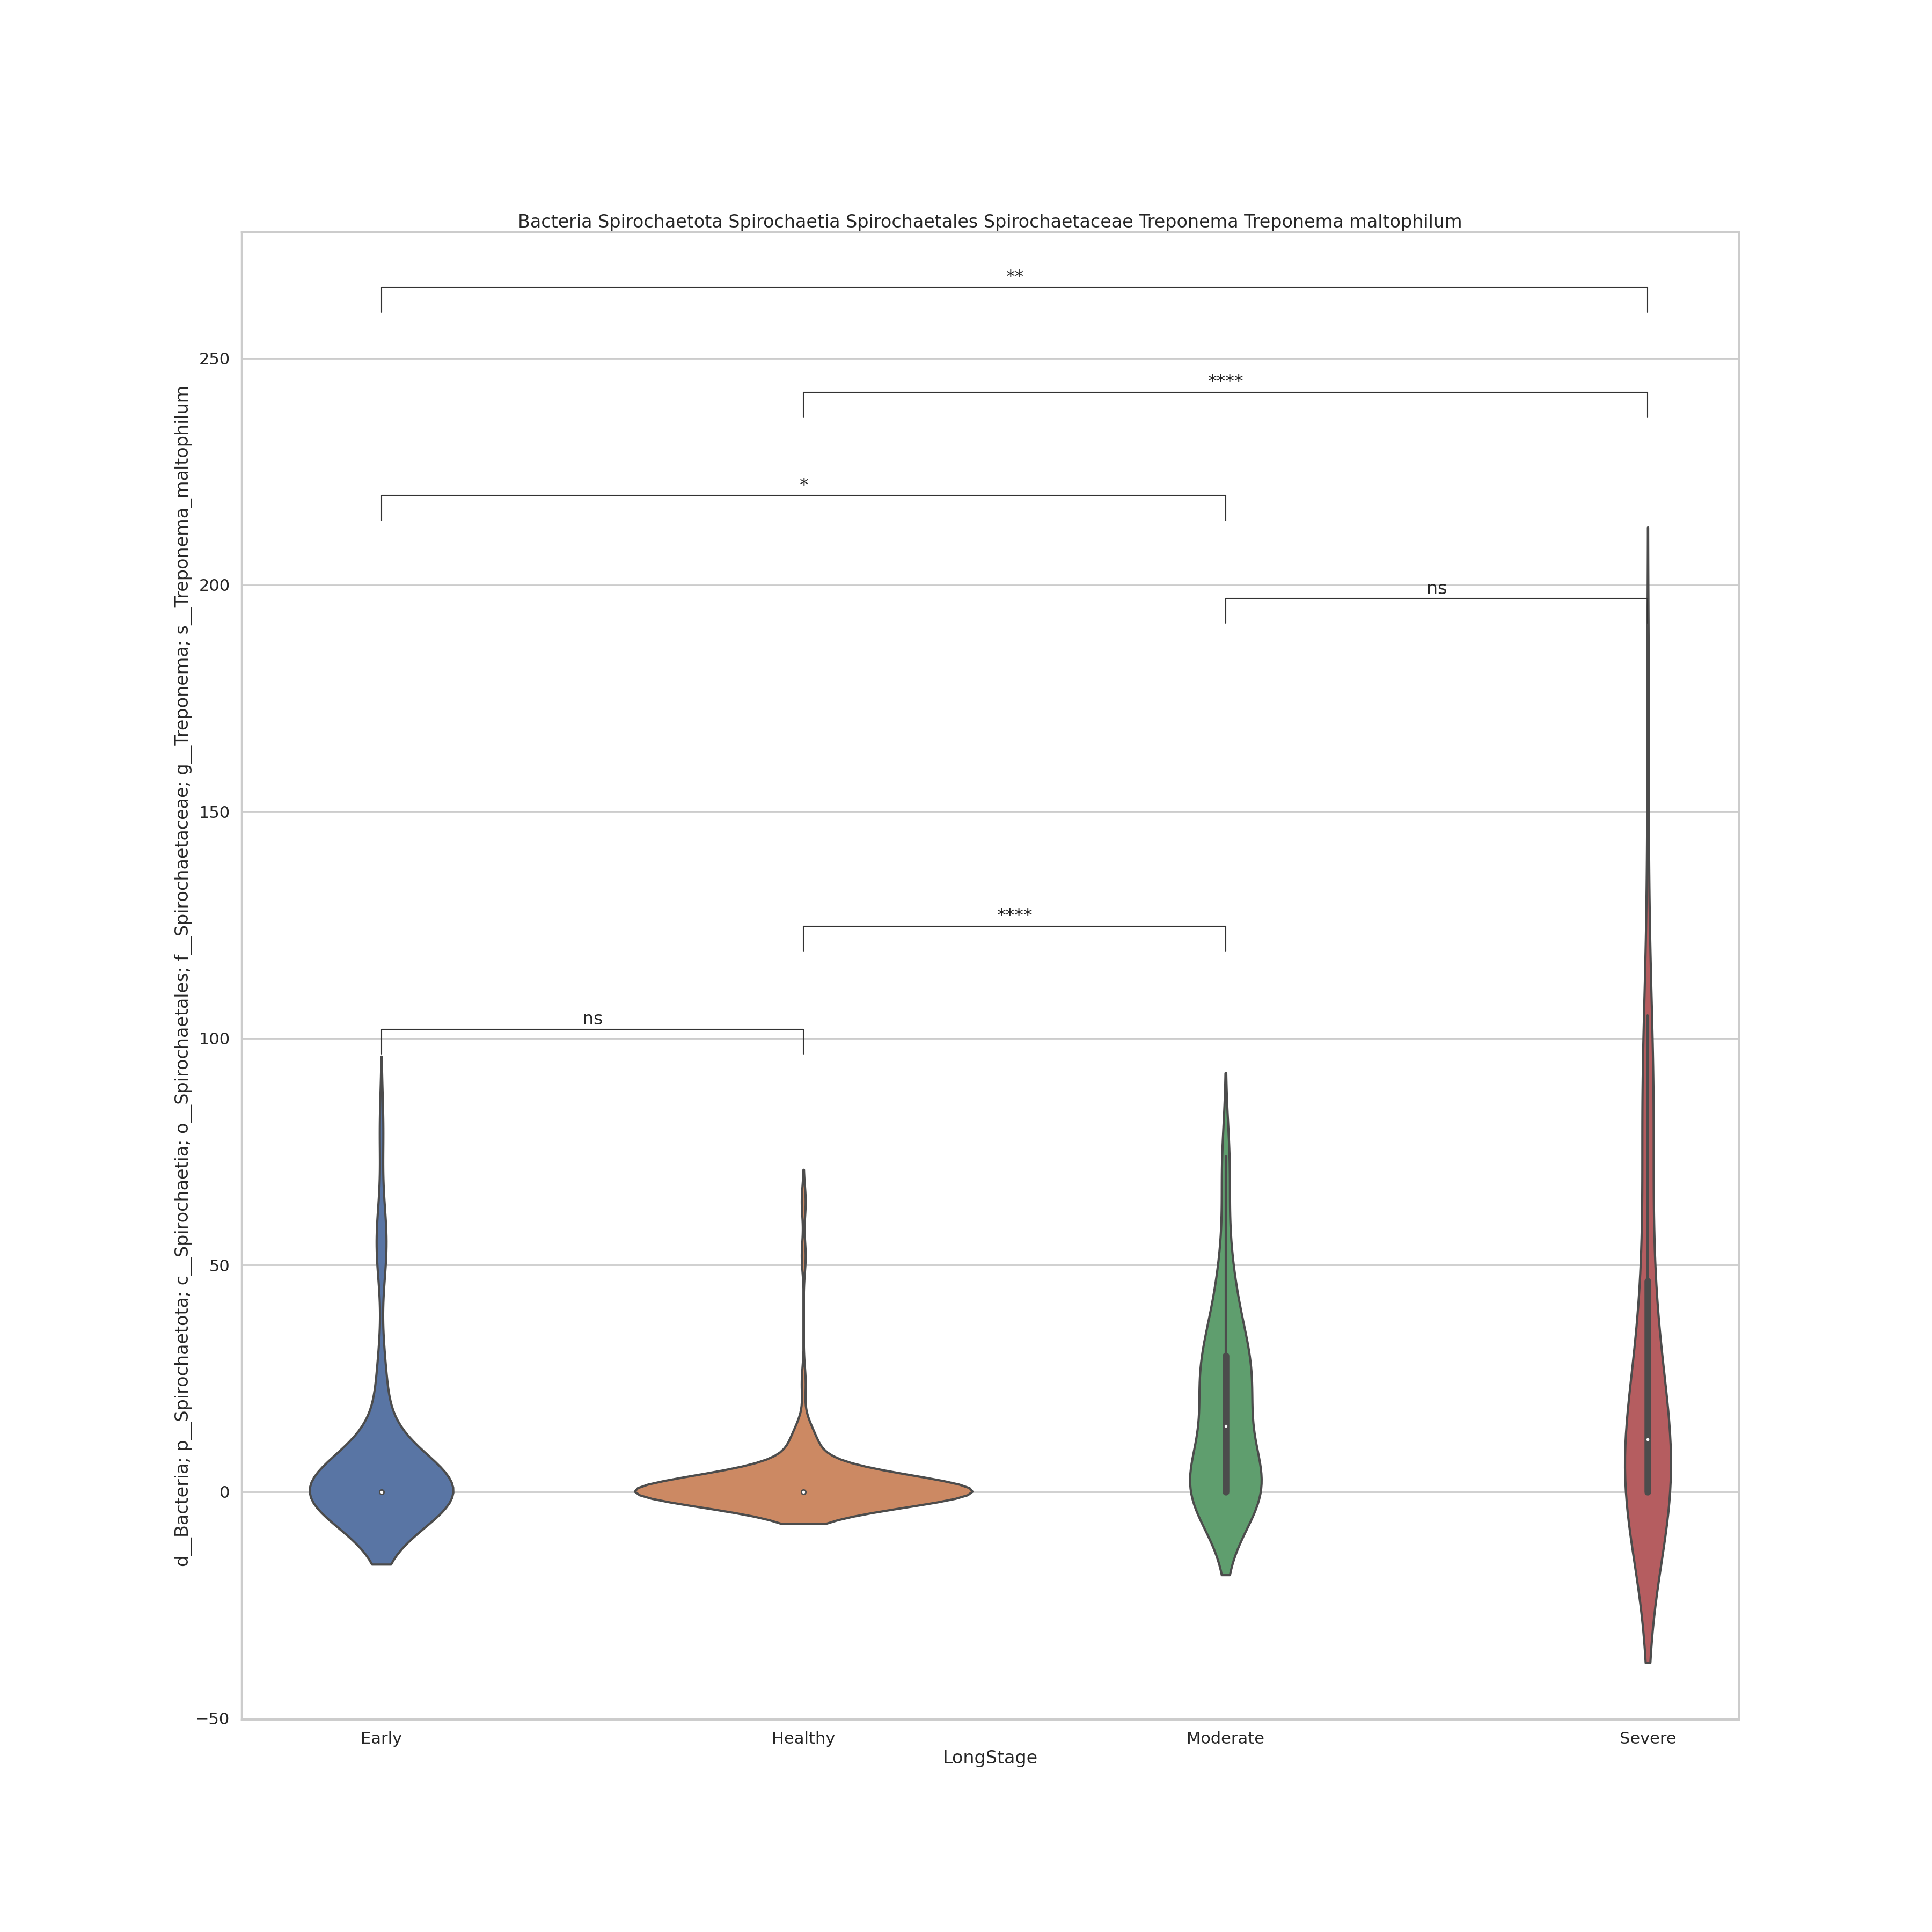 Bacteria Spirochaetota Spirochaetia Spirochaetales Spirochaetaceae Treponema Treponema maltophilum
**
250
****
*
200
ns
150
****
ns
100
50
0
−50
d__Bacteria; p__Spirochaetota; c__Spirochaetia; o__Spirochaetales; f__Spirochaetaceae; g__Treponema; s__Treponema_maltophilum
Early Healthy Moderate Severe
LongStage